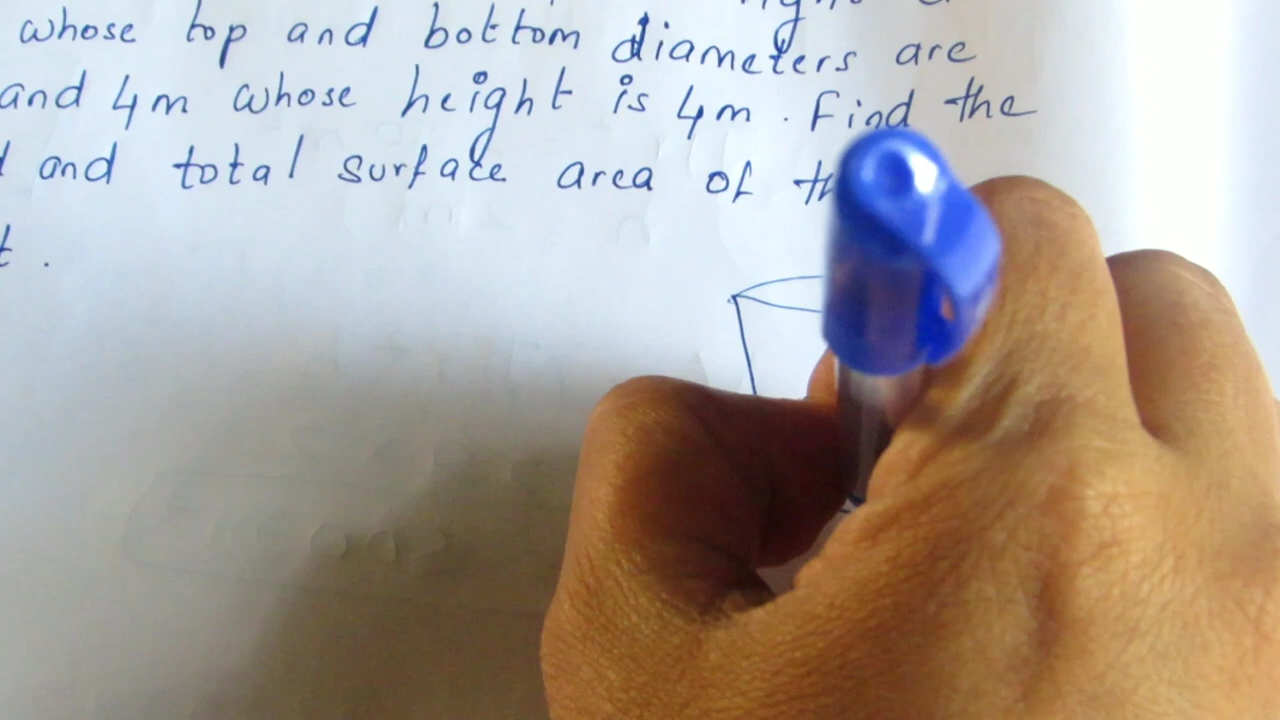 whose top and bottom diameters are
and 4m whose height is 4m. Find the
and total surface area of